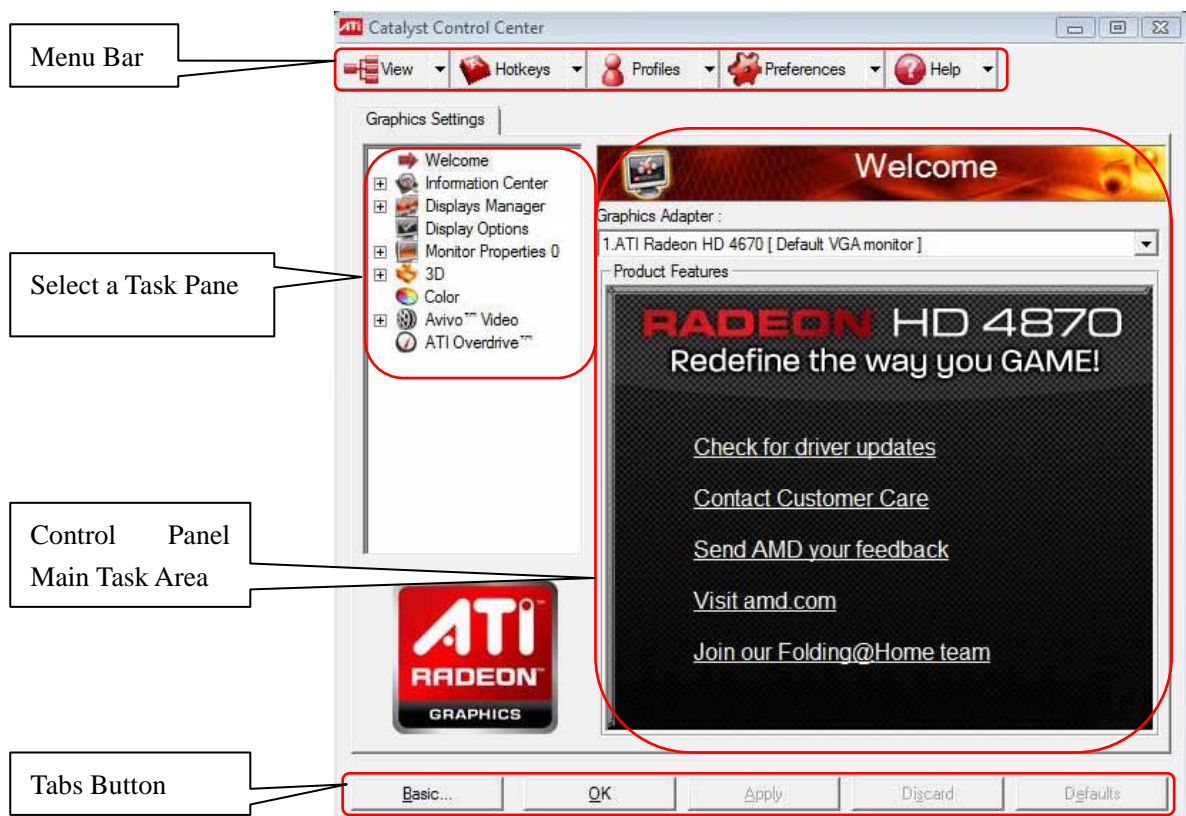 ATI Catalyst Control Center
Menu Bar
View Hotkeys Profiles Preferences Help
Graphics Settings
Select a Task Pane
Welcome
Information Center
Displays Manager
Display Options
Monitor Properties 0
3D
Color
Avivo™ Video
ATI Overdrive™
Welcome
Graphics Adapter :
1.ATI Radeon HD 4670 [ Default VGA monitor ]
Product Features
RADEON HD 4870
Redefine the way you GAME!
Check for driver updates
Contact Customer Care
Send AMD your feedback
Visit amd.com
Join our Folding@Home team
Control Panel
Main Task Area
ATI™
RADEON™
GRAPHICS
Tabs Button
Basic... OK Apply Discard Defaults